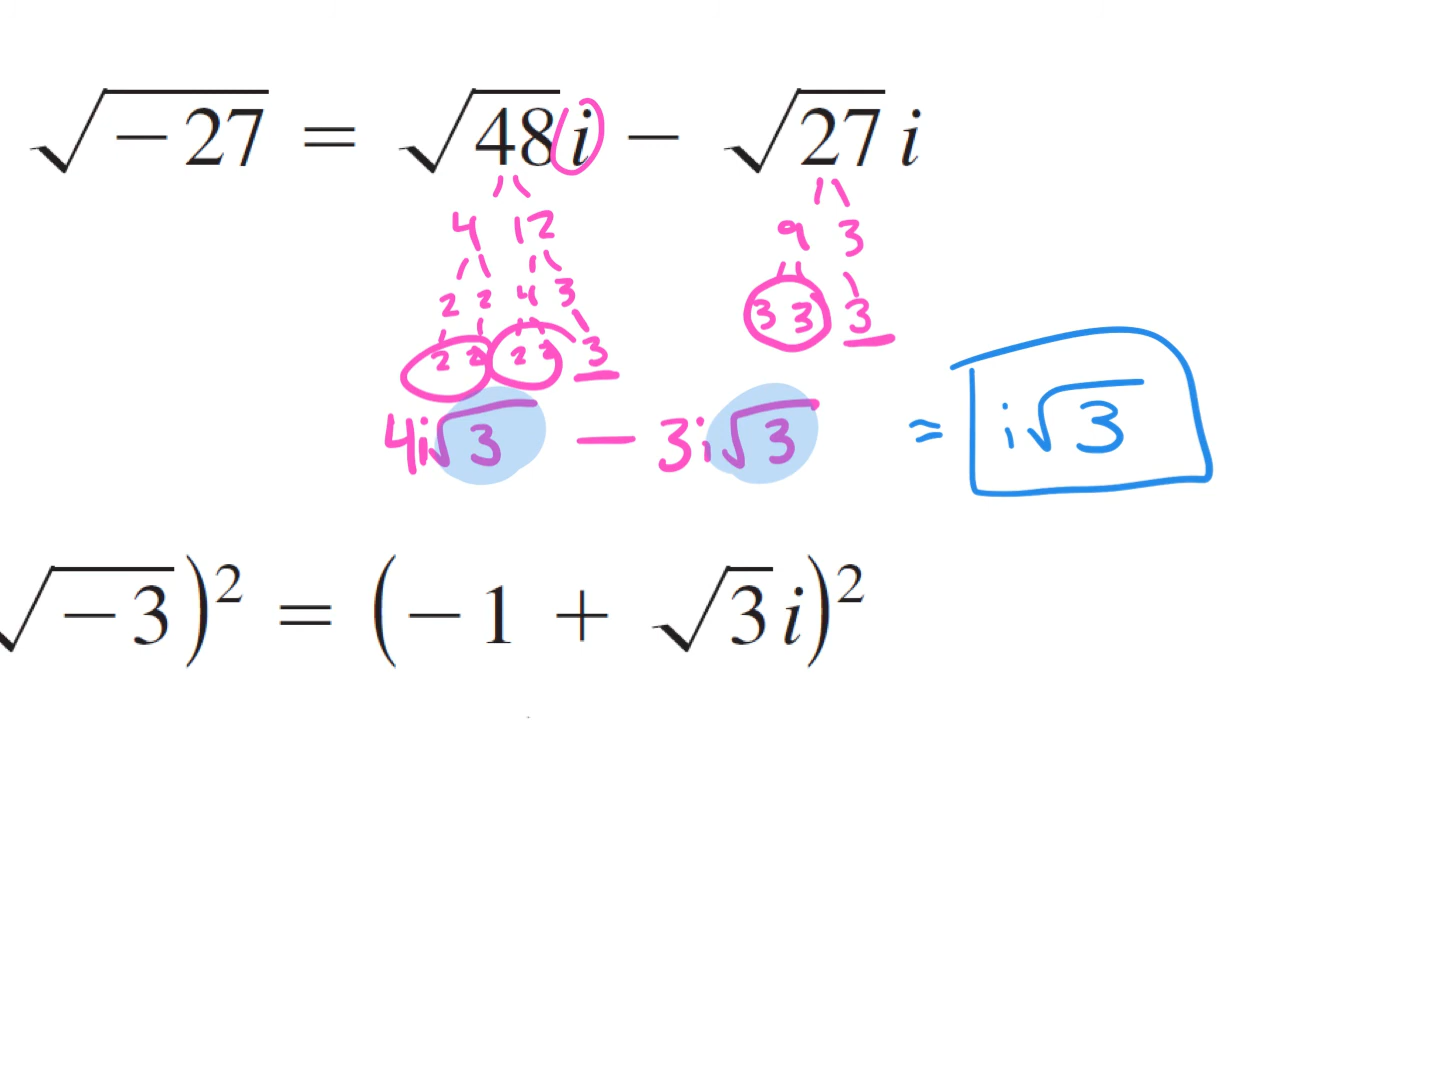 √−27 = √48 i − √27 i
4 12 9 3
2 2 4 3 3 3 3
2 2 2 2 3
4i√3 − 3i√3 = i√3
√−3)² = (−1 + √3 i)²